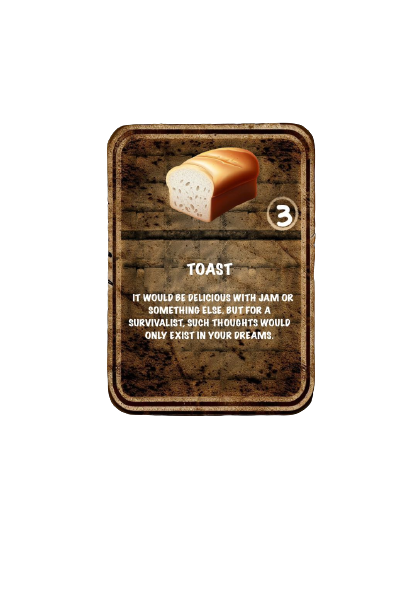 3
TOAST
IT WOULD BE DELICIOUS WITH JAM OR
SOMETHING ELSE, BUT FOR A
SURVIVALIST, SUCH THOUGHTS WOULD
ONLY EXIST IN YOUR DREAMS.